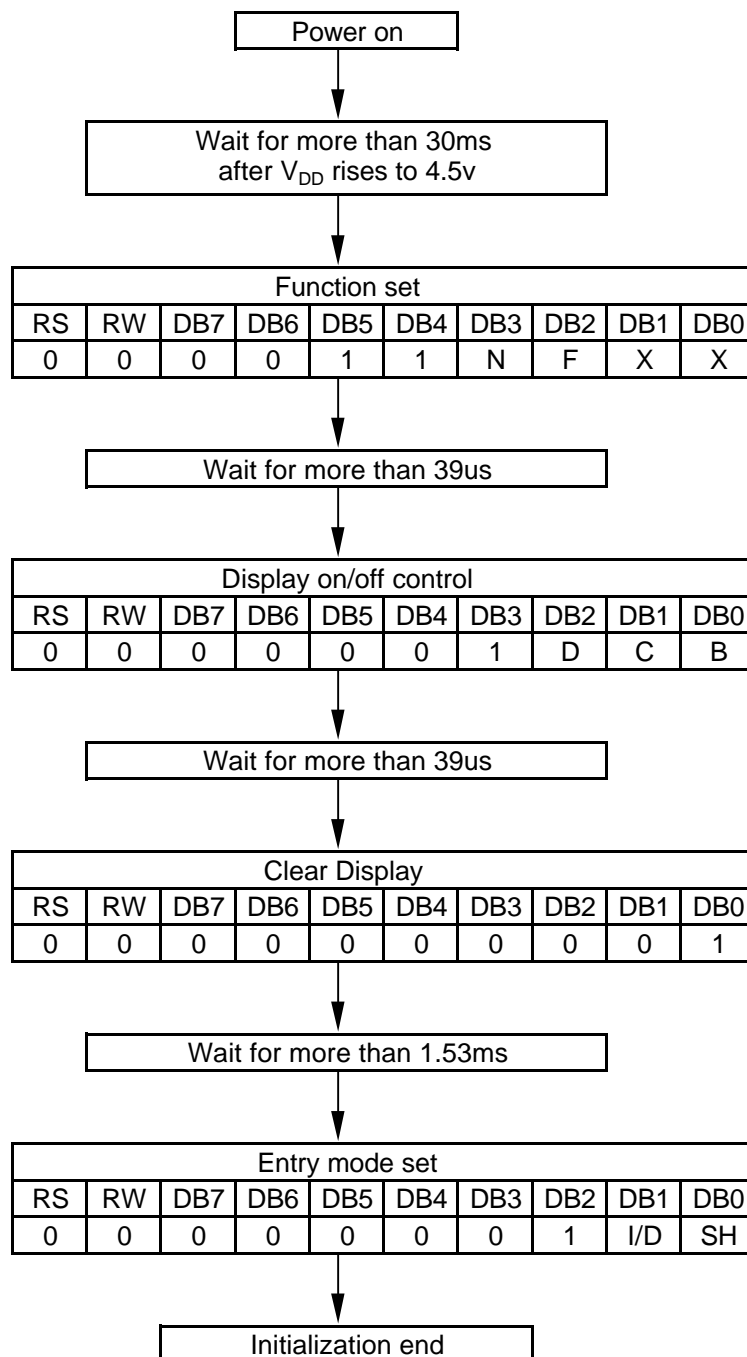 Power on
Wait for more than 30ms
after VDD rises to 4.5v
Function set
RS RW DB7 DB6 DB5 DB4 DB3 DB2 DB1 DB0
0 0 0 0 1 1 N F X X
Wait for more than 39us
Display on/off control
RS RW DB7 DB6 DB5 DB4 DB3 DB2 DB1 DB0
0 0 0 0 0 0 1 D C B
Wait for more than 39us
Clear Display
RS RW DB7 DB6 DB5 DB4 DB3 DB2 DB1 DB0
0 0 0 0 0 0 0 0 0 1
Wait for more than 1.53ms
Entry mode set
RS RW DB7 DB6 DB5 DB4 DB3 DB2 DB1 DB0
0 0 0 0 0 0 0 1 I/D SH
Initialization end